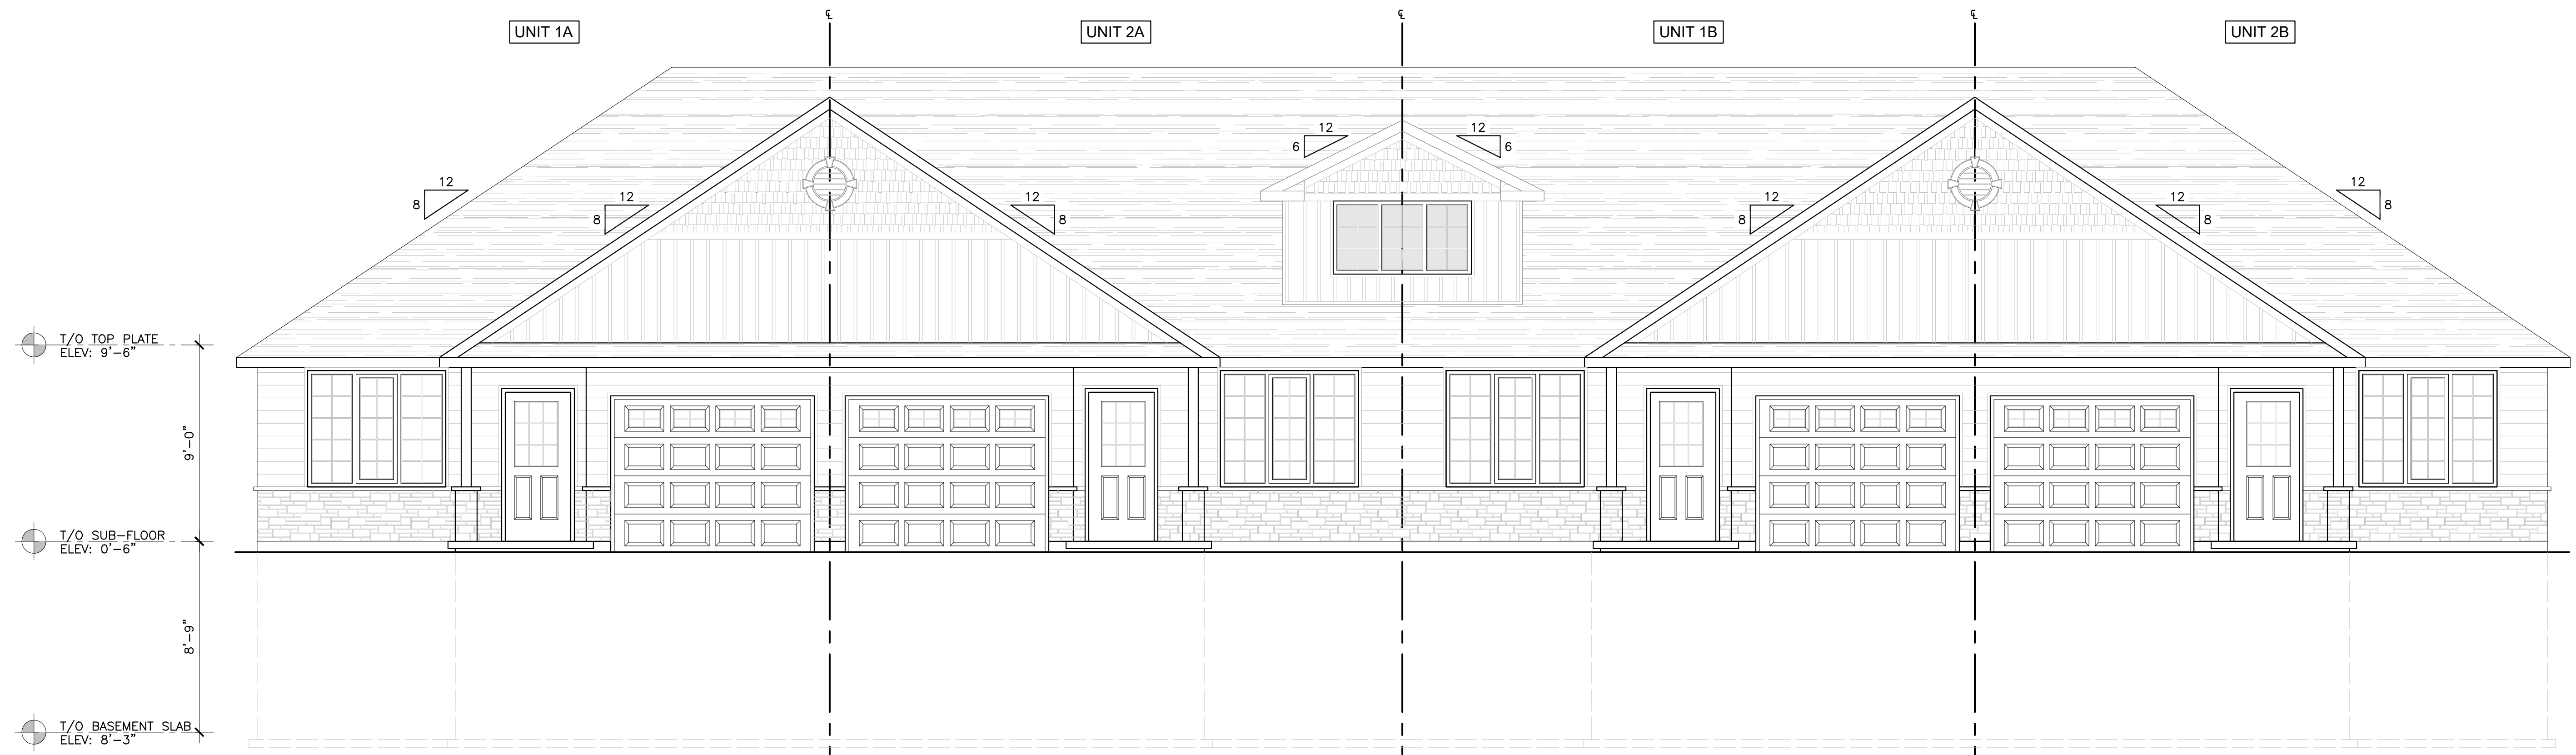 ℄
℄
℄
UNIT 1A
UNIT 2A
UNIT 1B
UNIT 2B
12
6
12
6
12
8
12
8
12
8
12
8
12
8
12
8
T/O TOP PLATE
ELEV: 9'-6"
9'-0"
T/O SUB-FLOOR
ELEV: 0'-6"
8'-9"
T/O BASEMENT SLAB
ELEV: 8'-3"